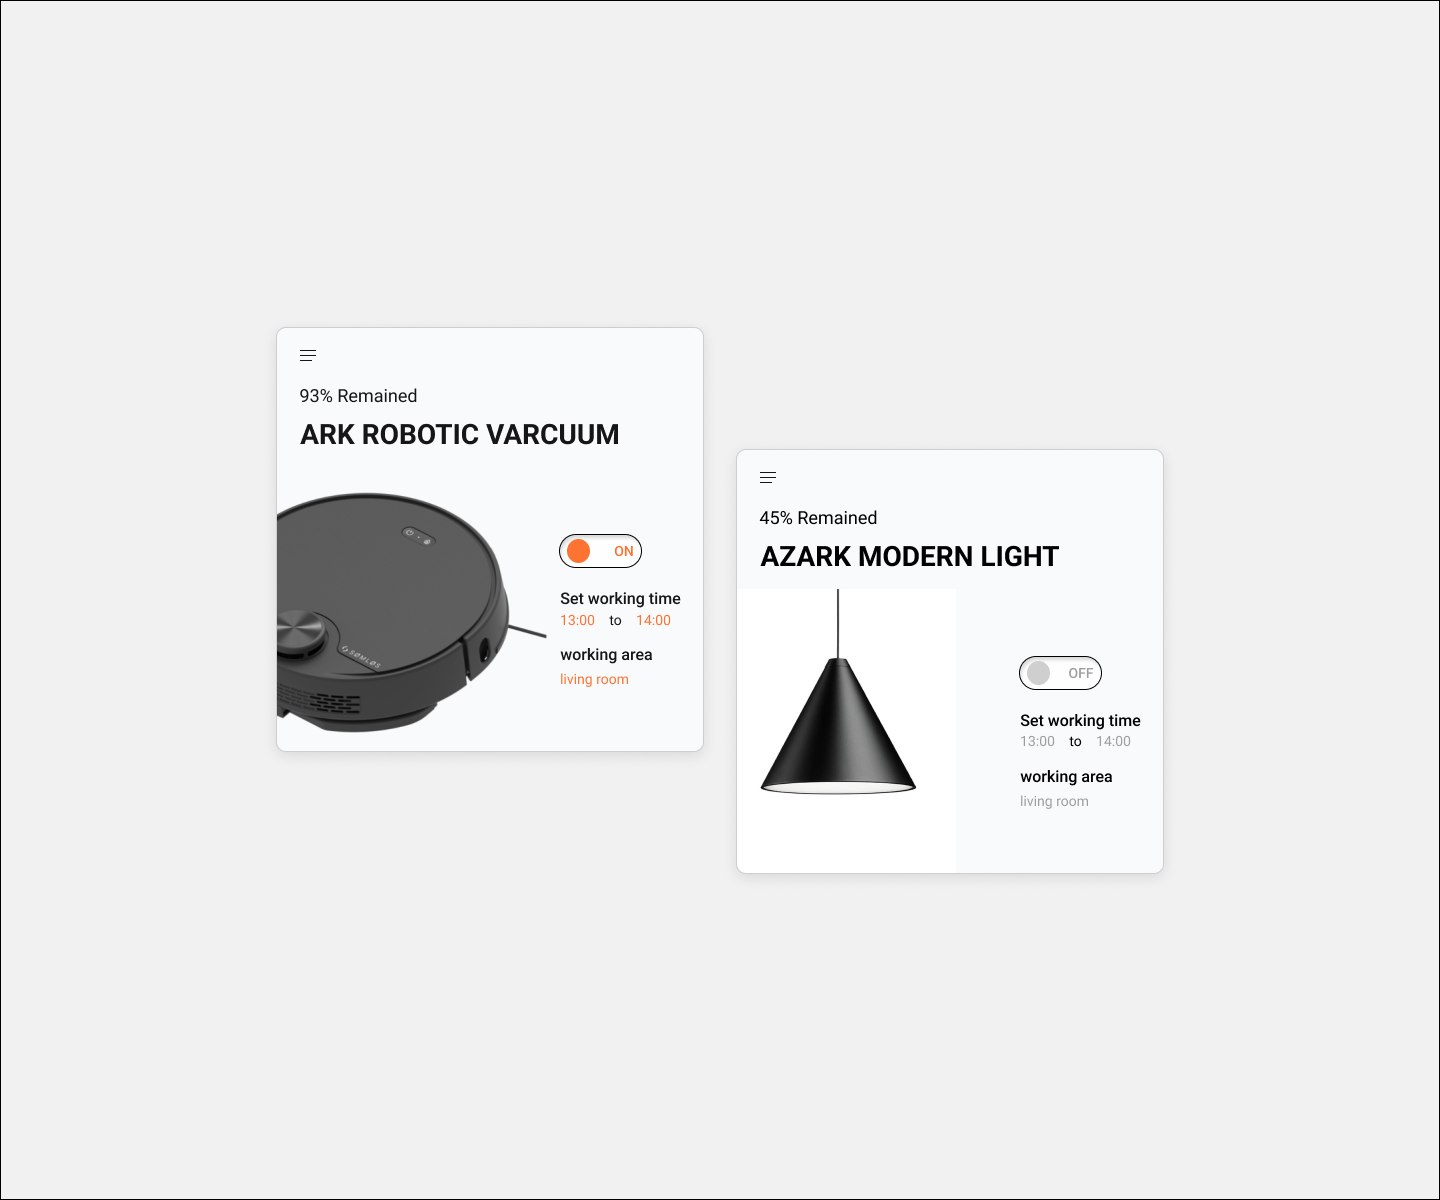 93% Remained
ARK ROBOTIC VARCUUM
ON
Set working time
13:00 to 14:00
working area
living room
SOMLOS
45% Remained
AZARK MODERN LIGHT
OFF
Set working time
13:00 to 14:00
working area
living room